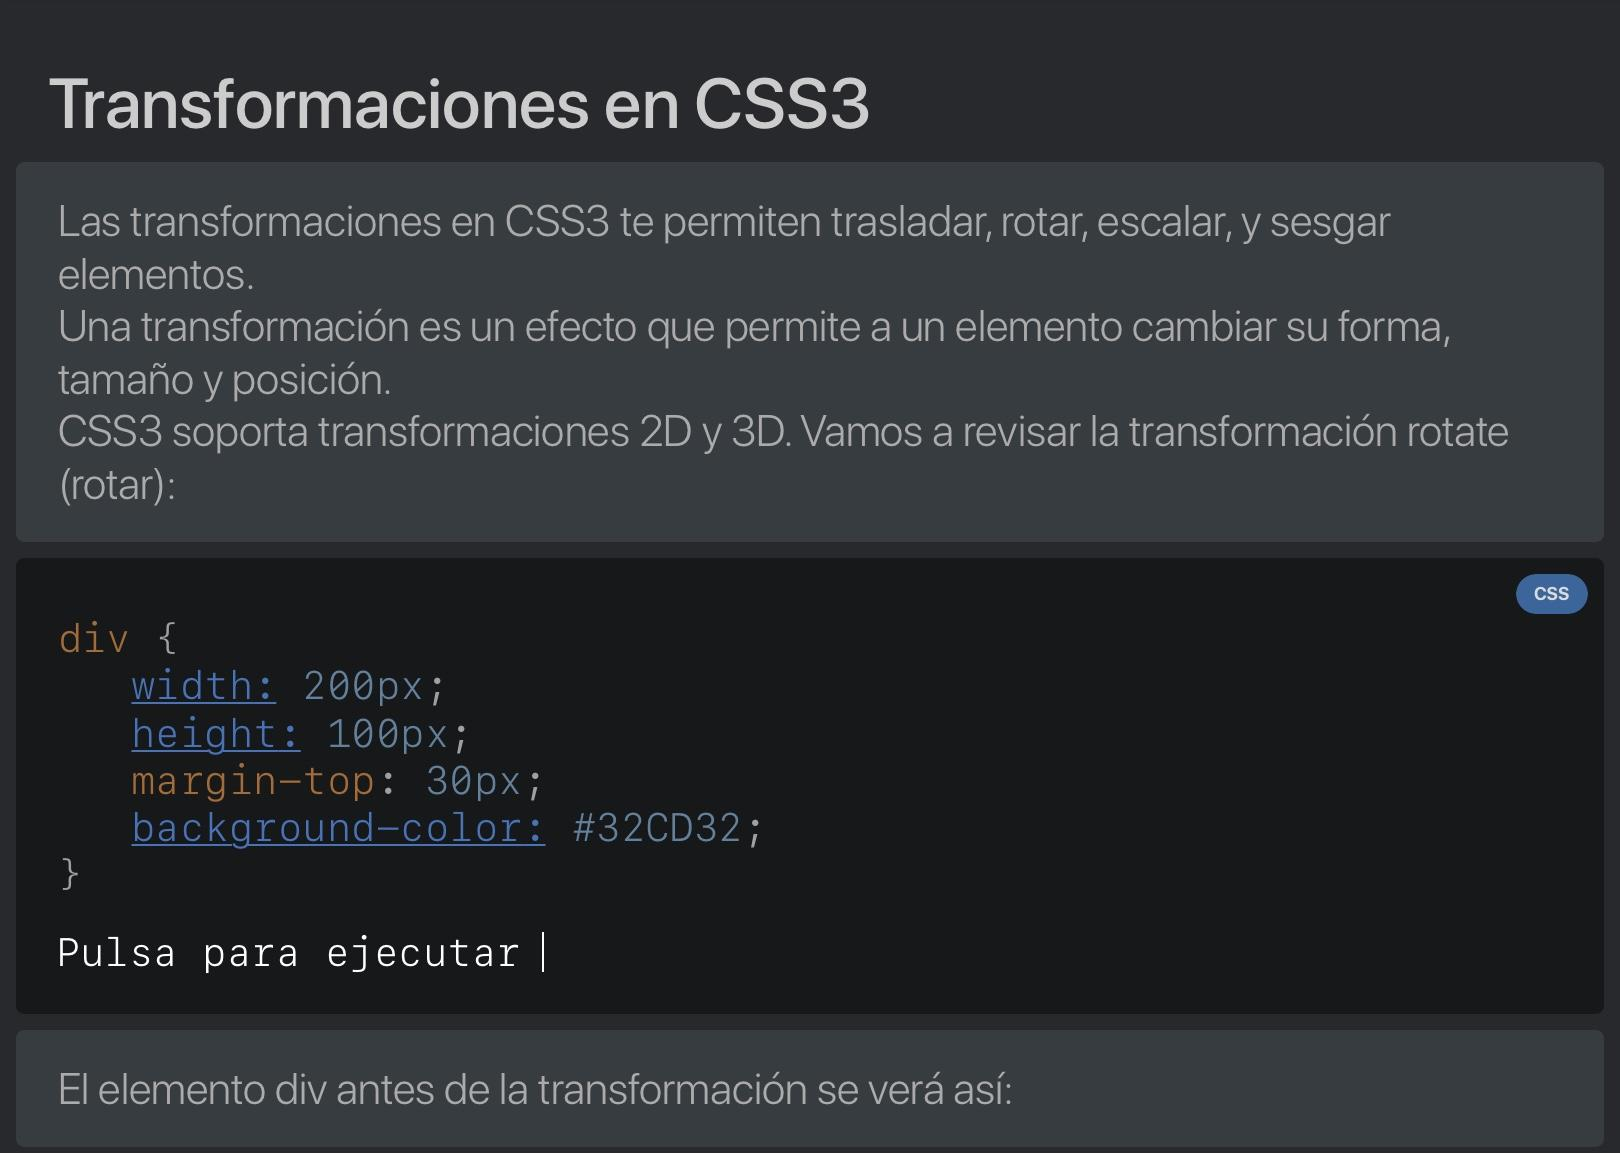 Transformaciones en CSS3
Las transformaciones en CSS3 te permiten trasladar, rotar, escalar, y sesgar
elementos.
Una transformación es un efecto que permite a un elemento cambiar su forma,
tamaño y posición.
CSS3 soporta transformaciones 2D y 3D. Vamos a revisar la transformación rotate
(rotar):
CSS
div {
width: 200px;
height: 100px;
margin-top: 30px;
background-color: #32CD32;
}
Pulsa para ejecutar
El elemento div antes de la transformación se verá así: